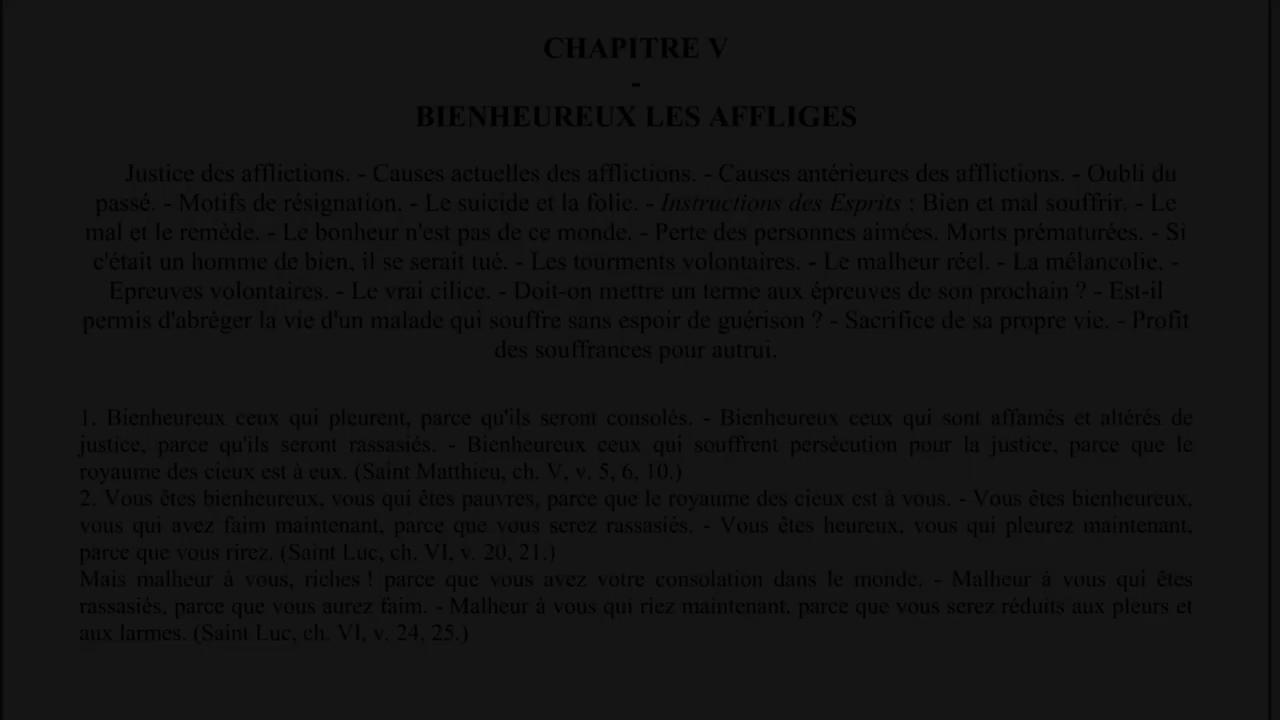 CHAPITRE V
-
BIENHEUREUX LES AFFLIGES
Justice des afflictions. - Causes actuelles des afflictions. - Causes antérieures des afflictions. - Oubli du
passé. - Motifs de résignation. - Le suicide et la folie. - Instructions des Esprits : Bien et mal souffrir. - Le
mal et le remède. - Le bonheur n'est pas de ce monde. - Perte des personnes aimées. Morts prématurées. - Si
c'était un homme de bien, il se serait tué. - Les tourments volontaires. - Le malheur réel. - La mélancolie. -
Epreuves volontaires. - Le vrai cilice. - Doit-on mettre un terme aux épreuves de son prochain ? - Est-il
permis d'abréger la vie d'un malade qui souffre sans espoir de guérison ? - Sacrifice de sa propre vie. - Profit
des souffrances pour autrui.
1. Bienheureux ceux qui pleurent, parce qu'ils seront consolés. - Bienheureux ceux qui sont affamés et altérés de
justice, parce qu'ils seront rassasiés. - Bienheureux ceux qui souffrent persécution pour la justice, parce que le
royaume des cieux est à eux. (Saint Matthieu, ch. V, v. 5, 6, 10.)
2. Vous êtes bienheureux, vous qui êtes pauvres, parce que le royaume des cieux est à vous. - Vous êtes bienheureux,
vous qui avez faim maintenant, parce que vous serez rassasiés. - Vous êtes heureux, vous qui pleurez maintenant,
parce que vous rirez. (Saint Luc, ch. VI, v. 20, 21.)
Mais malheur à vous, riches ! parce que vous avez votre consolation dans le monde. - Malheur à vous qui êtes
rassasiés, parce que vous aurez faim. - Malheur à vous qui riez maintenant, parce que vous serez réduits aux pleurs et
aux larmes. (Saint Luc, ch. VI, v. 24, 25.)